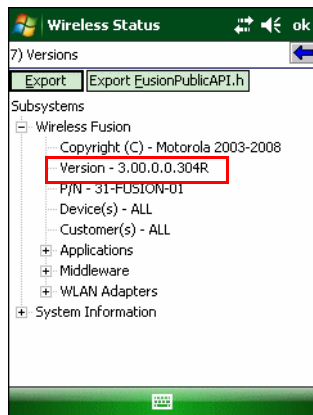 Wireless Status ok
7) Versions
Export Export FusionPublicAPI.h
Subsystems
Wireless Fusion
Copyright (C) - Motorola 2003-2008
Version - 3.00.0.0.304R
P/N - 31-FUSION-01
Device(s) - ALL
Customer(s) - ALL
Applications
Middleware
WLAN Adapters
System Information